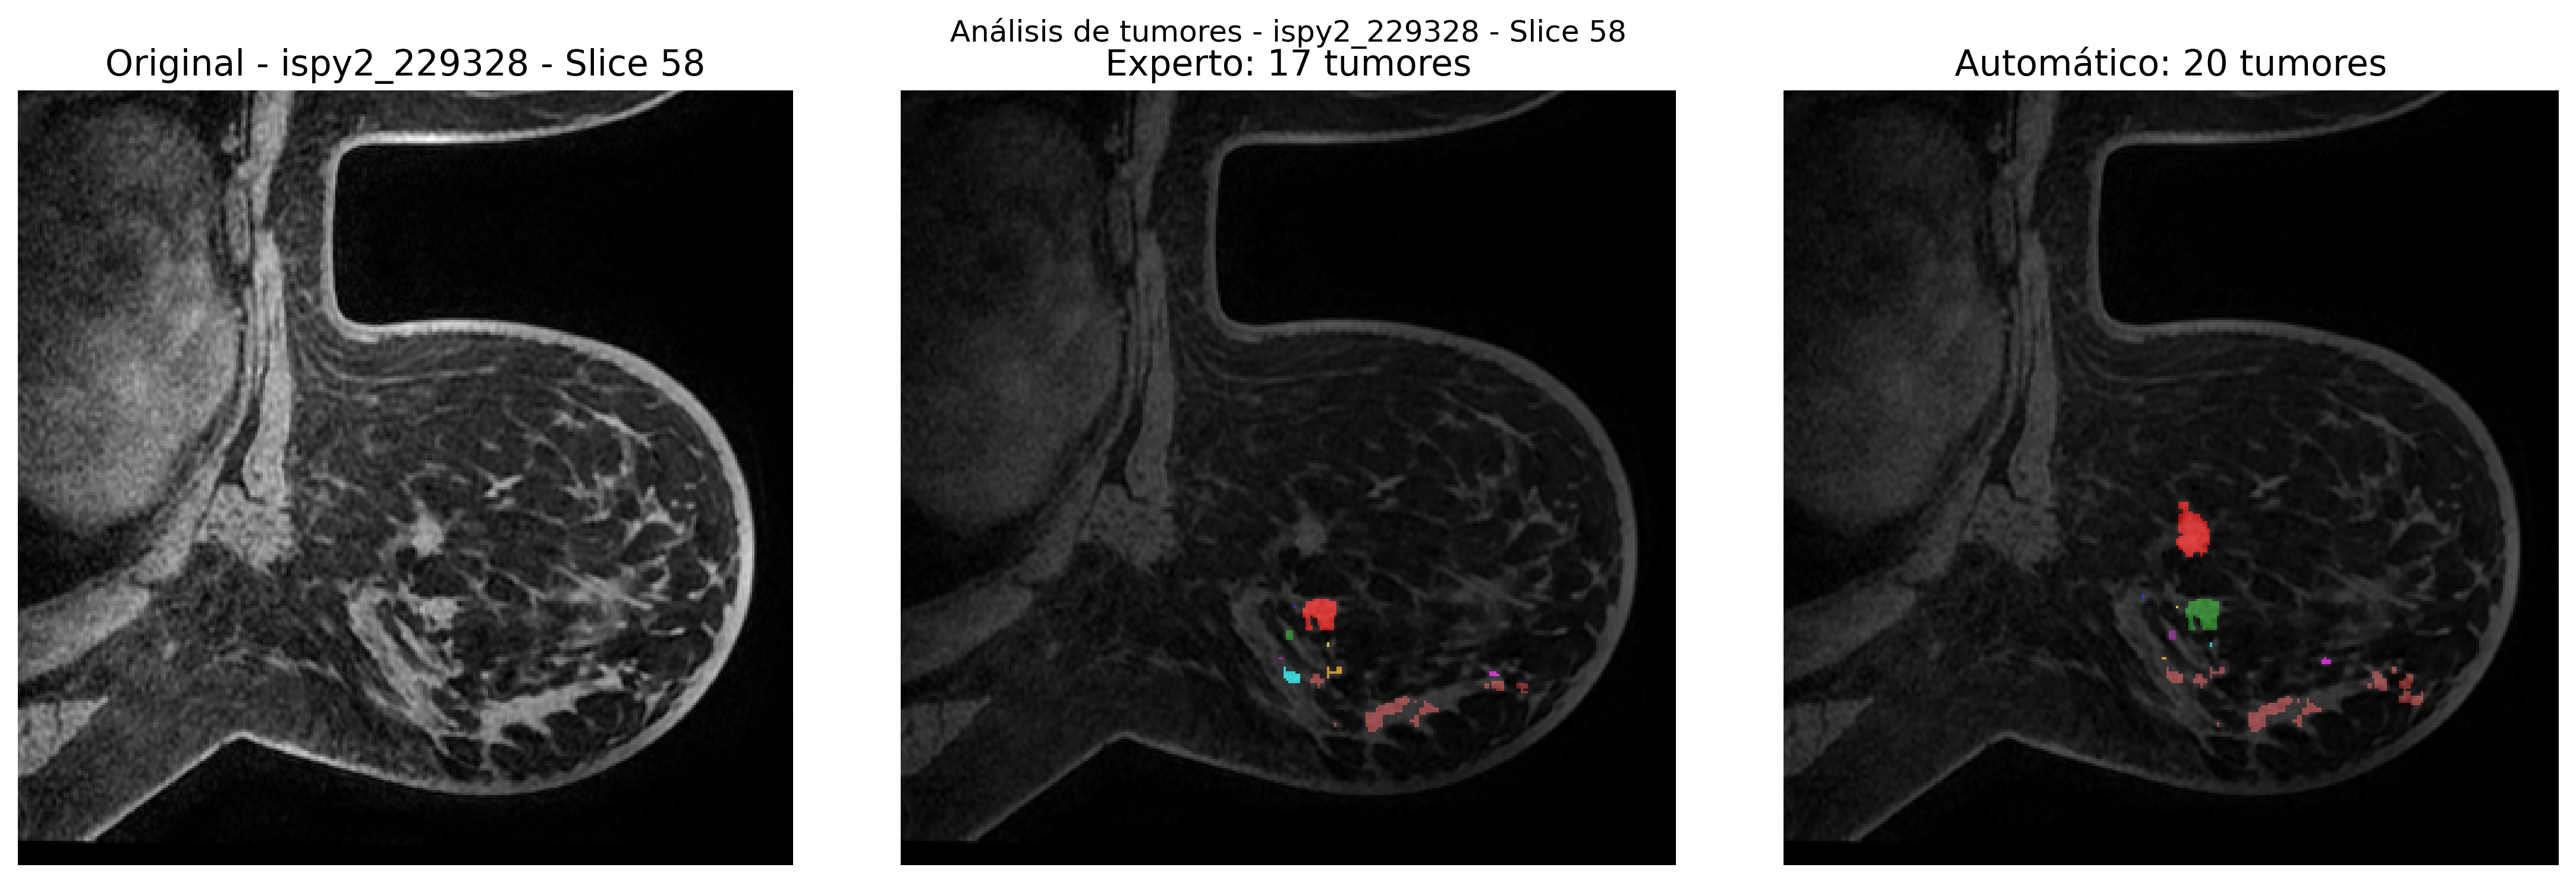 Análisis de tumores - ispy2_229328 - Slice 58
Original - ispy2_229328 - Slice 58
Experto: 17 tumores
Automático: 20 tumores